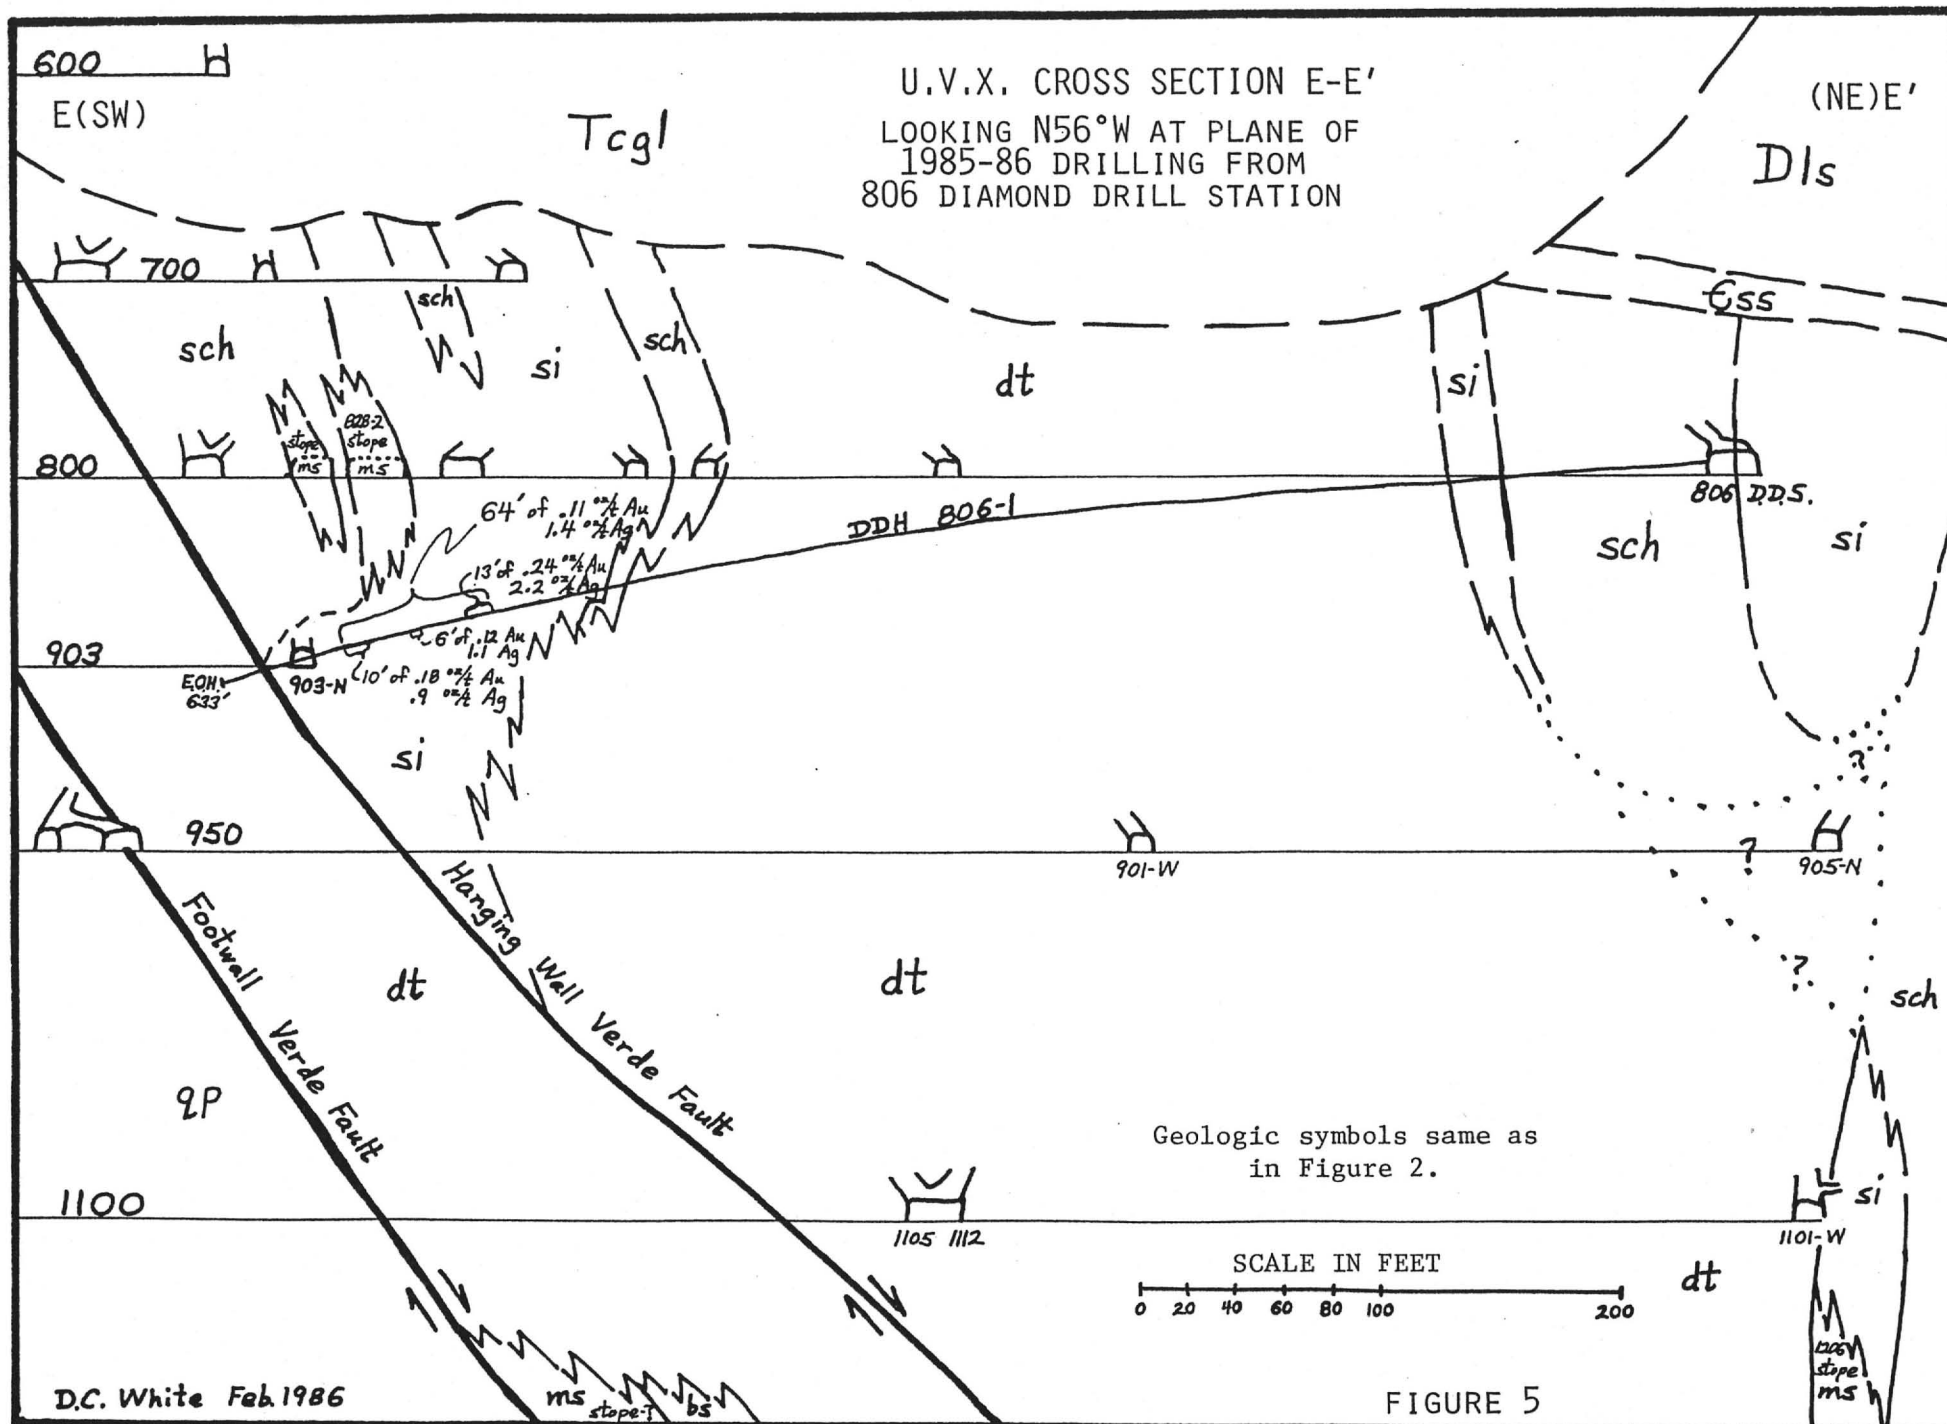 600
E(SW)
Tcgl
U.V.X. CROSS SECTION E-E'
LOOKING N56°W AT PLANE OF
1985-86 DRILLING FROM
806 DIAMOND DRILL STATION
(NE)E'
Dls
700
sch
sch
si
sch
dt
si
Єss
stope
ms
828-2
stope
ms
800
806 D.D.S.
64' of .11 oz/t Au
1.4 oz/t Ag
DDH 806-1
13' of .24 oz/t Au
2.2 oz/t Ag
sch
si
6' of .12 Au
1.1 Ag
903
E.O.H.
633'
903-N
10' of .18 oz/t Au
.9 oz/t Ag
si
?
950
901-W
?
905-N
Footwall Verde Fault
Hanging Wall Verde Fault
dt
dt
?
sch
qp
Geologic symbols same as
in Figure 2.
1100
1105 1112
1101-W
si
SCALE IN FEET
0 20 40 60 80 100 200
dt
1206
stope
ms
D.C. White Feb. 1986
ms
bs
FIGURE 5